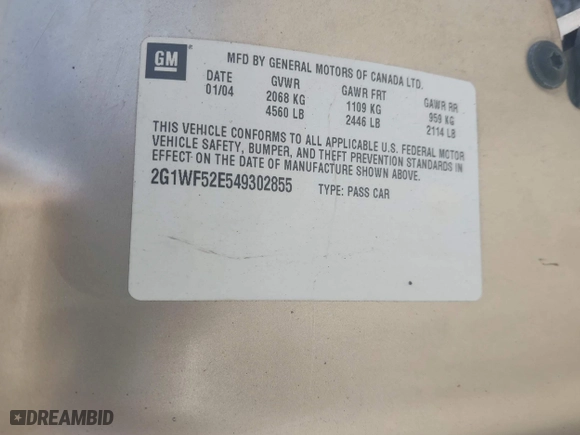 GM
MFD BY GENERAL MOTORS OF CANADA LTD.
DATE GVWR GAWR FRT GAWR RR
01/04 2068 KG 1109 KG 959 KG
4560 LB 2446 LB 2114 LB
THIS VEHICLE CONFORMS TO ALL APPLICABLE U.S. FEDERAL MOTOR
VEHICLE SAFETY, BUMPER, AND THEFT PREVENTION STANDARDS IN
EFFECT ON THE DATE OF MANUFACTURE SHOWN ABOVE.
2G1WF52E549302855 TYPE: PASS CAR
DREAMBID